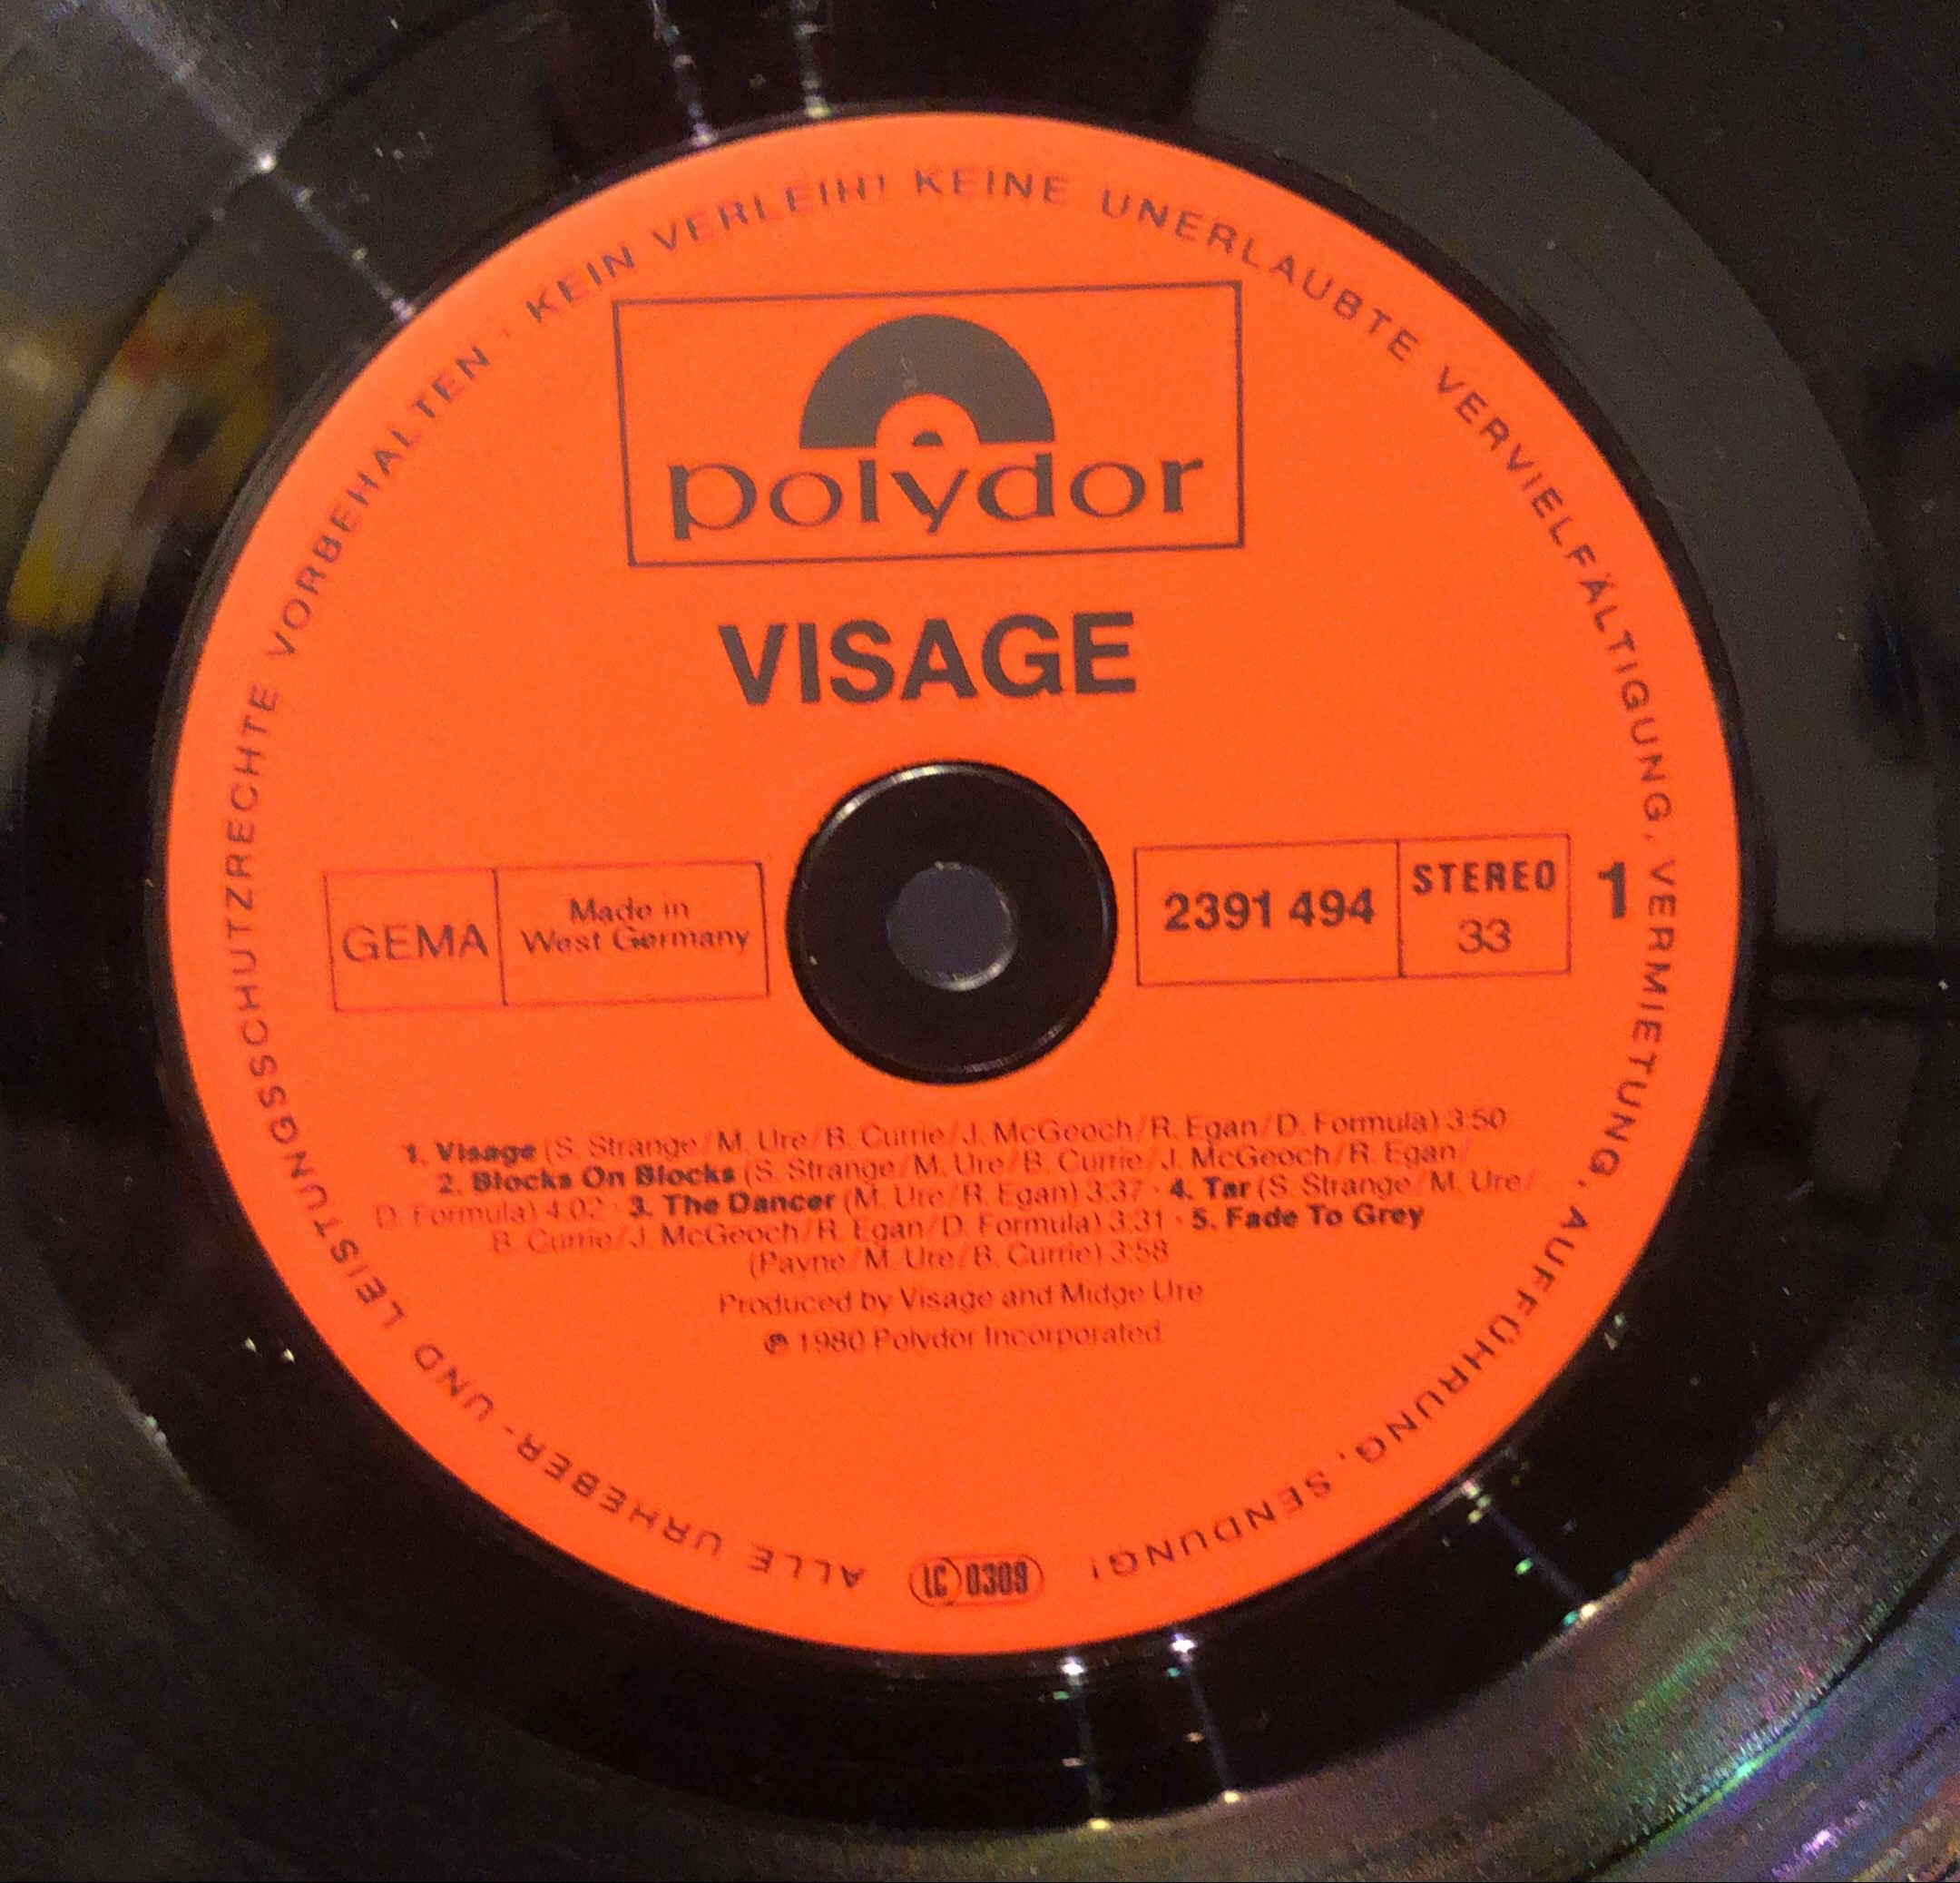 ALLE URHEBER- UND LEISTUNGSSCHUTZRECHTE VORBEHALTEN · KEIN VERLEIH! KEINE UNERLAUBTE VERVIELFÄLTIGUNG, VERMIETUNG, AUFFÜHRUNG, SENDUNG!
polydor
VISAGE
GEMA
Made in
West Germany
2391 494
STEREO
33
1
1. Visage (S. Strange/M. Ure/B. Currie/J. McGeoch/R. Egan/D. Formula) 3:50
2. Blocks On Blocks (S. Strange/M. Ure/B. Currie/J. McGeoch/R. Egan/
D. Formula) 4:02 · 3. The Dancer (M. Ure/R. Egan) 3:37 · 4. Tar (S. Strange/M. Ure/
B. Currie/J. McGeoch/R. Egan/D. Formula) 3:31 · 5. Fade To Grey
(Payne/M. Ure/B. Currie) 3:58
Produced by Visage and Midge Ure
℗ 1980 Polydor Incorporated
LC 0309